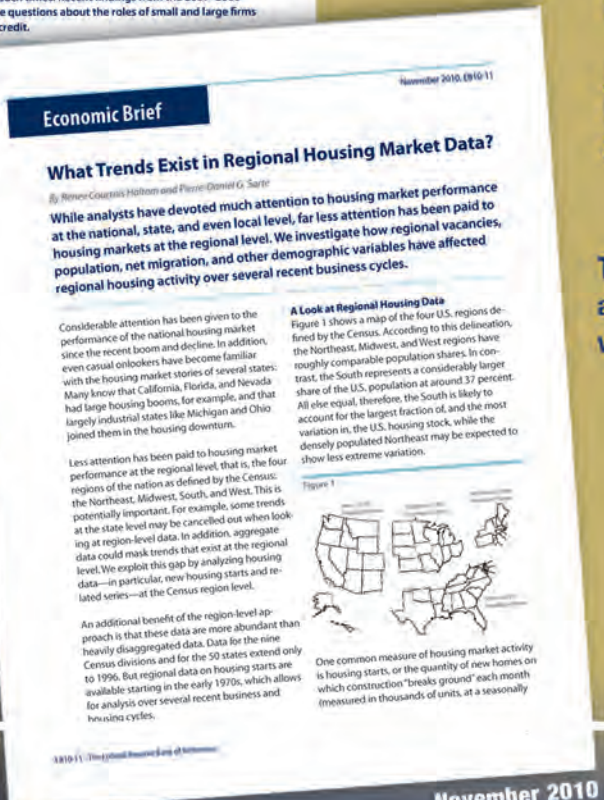 e questions about the roles of small and large firms
credit.
November 2010, EB10-11
Economic Brief
What Trends Exist in Regional Housing Market Data?
By Renee Courtois Haltom and Pierre-Daniel G. Sarte
While analysts have devoted much attention to housing market performance
at the national, state, and even local level, far less attention has been paid to
housing markets at the regional level. We investigate how regional vacancies,
population, net migration, and other demographic variables have affected
regional housing activity over several recent business cycles.
Considerable attention has been given to the
performance of the national housing market
since the recent boom and decline. In addition,
even casual onlookers have become familiar
with the housing market stories of several states:
Many know that California, Florida, and Nevada
had large housing booms, for example, and that
largely industrial states like Michigan and Ohio
joined them in the housing downturn.
Less attention has been paid to housing market
performance at the regional level, that is, the four
regions of the nation as defined by the Census:
the Northeast, Midwest, South, and West. This is
potentially important. For example, some trends
at the state level may be cancelled out when look-
ing at region-level data. In addition, aggregate
data could mask trends that exist at the regional
level. We exploit this gap by analyzing housing
data—in particular, new housing starts and re-
lated series—at the Census region level.
An additional benefit of the region-level ap-
proach is that these data are more abundant than
heavily disaggregated data. Data for the nine
Census divisions and for the 50 states extend only
to 1996. But regional data on housing starts are
available starting in the early 1970s, which allows
for analysis over several recent business and
housing cycles.
A Look at Regional Housing Data
Figure 1 shows a map of the four U.S. regions de-
fined by the Census. According to this delineation,
the Northeast, Midwest, and West regions have
roughly comparable population shares. In con-
trast, the South represents a considerably larger
share of the U.S. population at around 37 percent.
All else equal, therefore, the South is likely to
account for the largest fraction of, and the most
variation in, the U.S. housing stock, while the
densely populated Northeast may be expected to
show less extreme variation.
Figure 1
One common measure of housing market activity
is housing starts, or the quantity of new homes on
which construction "breaks ground" each month
(measured in thousands of units, at a seasonally
EB10-11 - The Federal Reserve Bank of Richmond
November 2010